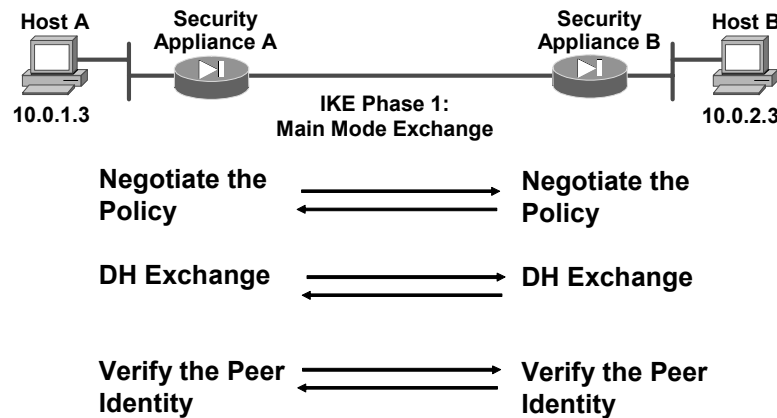 Host A
Security
Appliance A
Security
Appliance B
Host B
10.0.1.3
IKE Phase 1:
Main Mode Exchange
10.0.2.3
Negotiate the
Policy
Negotiate the
Policy
DH Exchange
DH Exchange
Verify the Peer
Identity
Verify the Peer
Identity